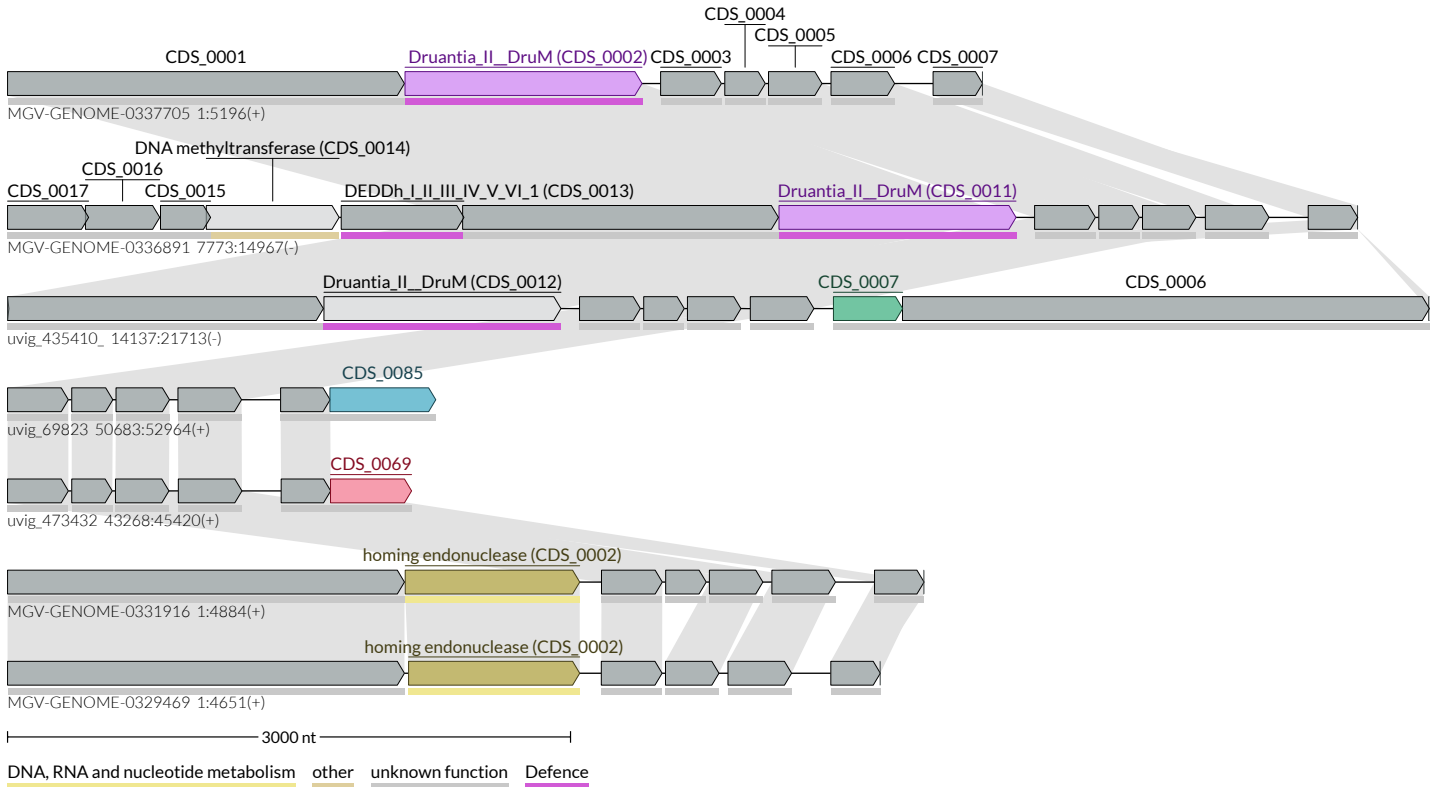 CDS_0004
CDS_0005
CDS_0001 Druantia_II__DruM (CDS_0002) CDS_0003 CDS_0006 CDS_0007
MGV-GENOME-0337705 1:5196(+)
DNA methyltransferase (CDS_0014)
CDS_0016
CDS_0017 CDS_0015 DEDDh_I_II_III_IV_V_VI_1 (CDS_0013) Druantia_II__DruM (CDS_0011)
MGV-GENOME-0336891 7773:14967(-)
Druantia_II__DruM (CDS_0012) CDS_0007 CDS_0006
uvig_435410_ 14137:21713(-)
CDS_0085
uvig_69823 50683:52964(+)
CDS_0069
uvig_473432 43268:45420(+)
homing endonuclease (CDS_0002)
MGV-GENOME-0331916 1:4884(+)
homing endonuclease (CDS_0002)
MGV-GENOME-0329469 1:4651(+)
3000 nt
DNA, RNA and nucleotide metabolism other unknown function Defence